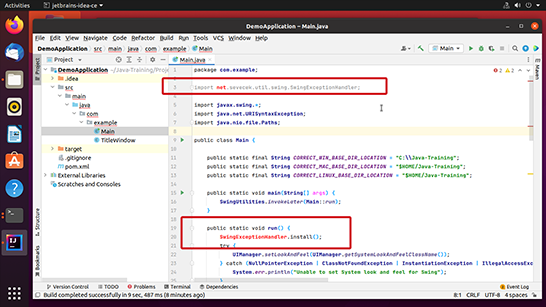 Activities
jetbrains-idea-ce
DemoApplication – Main.java
File Edit View Navigate Code Refactor Build Run Tools VCS Window Help
DemoApplication src main java com example Main
Main
Project
Main.java
DemoApplication ~/Java-Training/Pro
.idea
src
main
java
com
example
Main
TitleWindow
target
.gitignore
pom.xml
External Libraries
Scratches and Consoles
Project
Structure
Favorites
Maven
package com.example;
import javax.swing.*;
import java.net.URISyntaxException;
import java.nio.file.Paths;
public class Main {
public static final String CORRECT_WIN_BASE_DIR_LOCATION = "C:\\Java-Training";
public static final String CORRECT_MAC_BASE_DIR_LOCATION = "$HOME/Java-Training";
public static final String CORRECT_LINUX_BASE_DIR_LOCATION = "$HOME/Java-Training";
public static void main(String[] args) {
SwingUtilities.invokeLater(Main::run);
}
public static void run() {
SwingExceptionHandler.install();
try {
UIManager.setLookAndFeel(UIManager.getSystemLookAndFeelClassName());
} catch (NullPointerException | ClassNotFoundException | InstantiationException | IllegalAccessEx
System.err.println("Unable to set System look and feel for Swing");
Version Control TODO Problems Terminal Build Dependencies
Event Log
Build completed successfully in 9 sec, 487 ms (8 minutes ago)
8:1 CRLF UTF-8 4 spaces